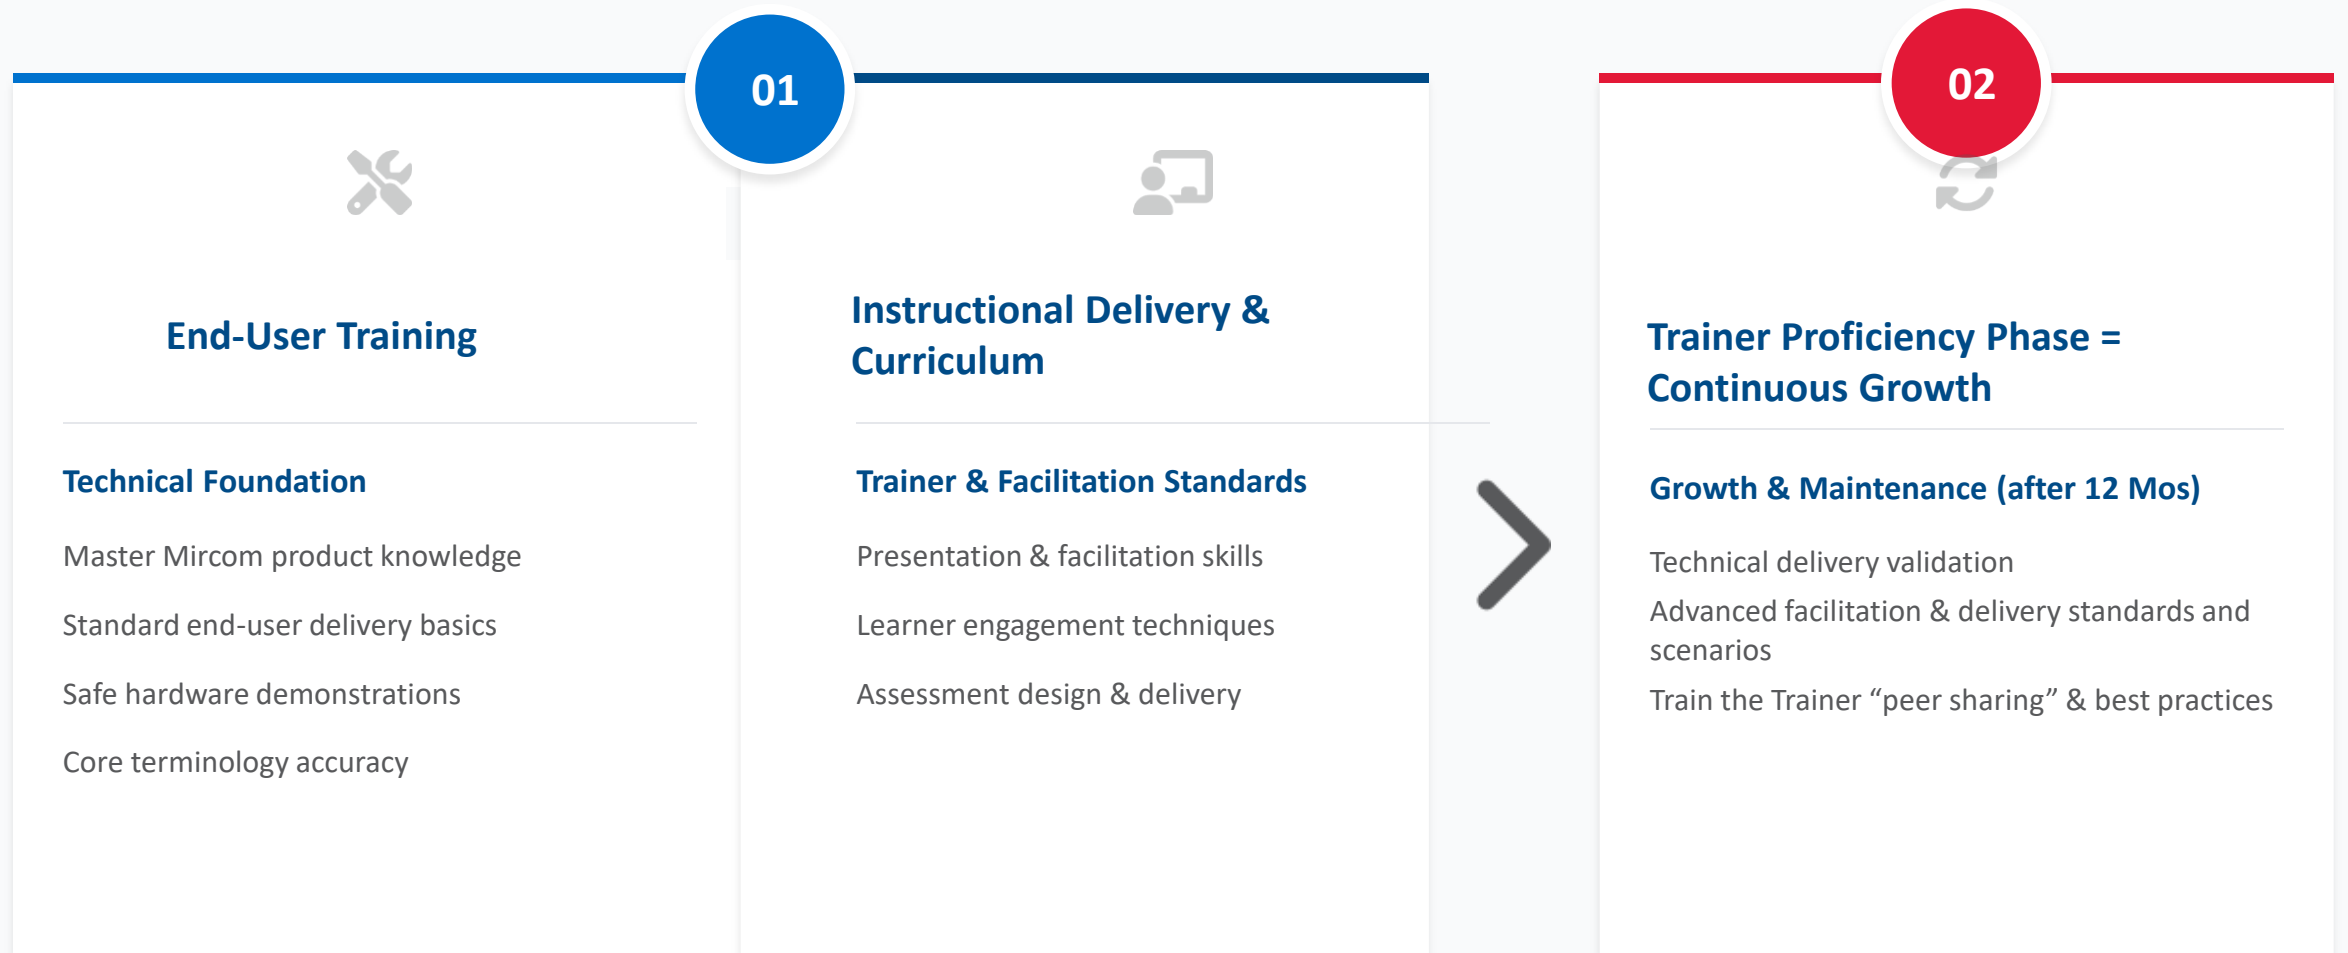 01
End-User Training
Technical Foundation
Master Mircom product knowledge
Standard end-user delivery basics
Safe hardware demonstrations
Core terminology accuracy
Instructional Delivery &
Curriculum
Trainer & Facilitation Standards
Presentation & facilitation skills
Learner engagement techniques
Assessment design & delivery
02
Trainer Proficiency Phase =
Continuous Growth
Growth & Maintenance (after 12 Mos)
Technical delivery validation
Advanced facilitation & delivery standards and
scenarios
Train the Trainer “peer sharing” & best practices